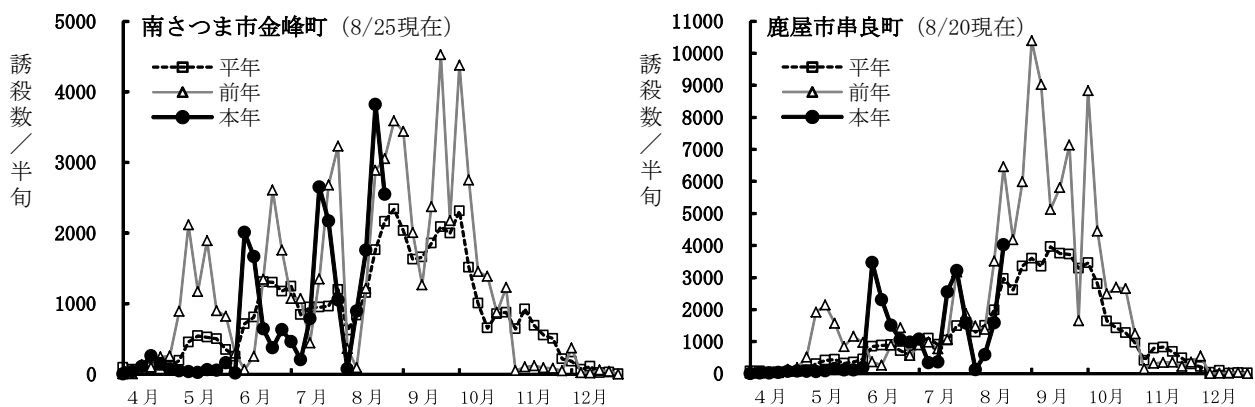 南さつま市金峰町（8/25現在）
誘殺数／半旬
5000
4000
3000
2000
1000
0
平年
前年
本年
4月 5月 6月 7月 8月 9月 10月 11月 12月
鹿屋市串良町（8/20現在）
誘殺数／半旬
11000
10000
9000
8000
7000
6000
5000
4000
3000
2000
1000
0
平年
前年
本年
4月 5月 6月 7月 8月 9月 10月 11月 12月